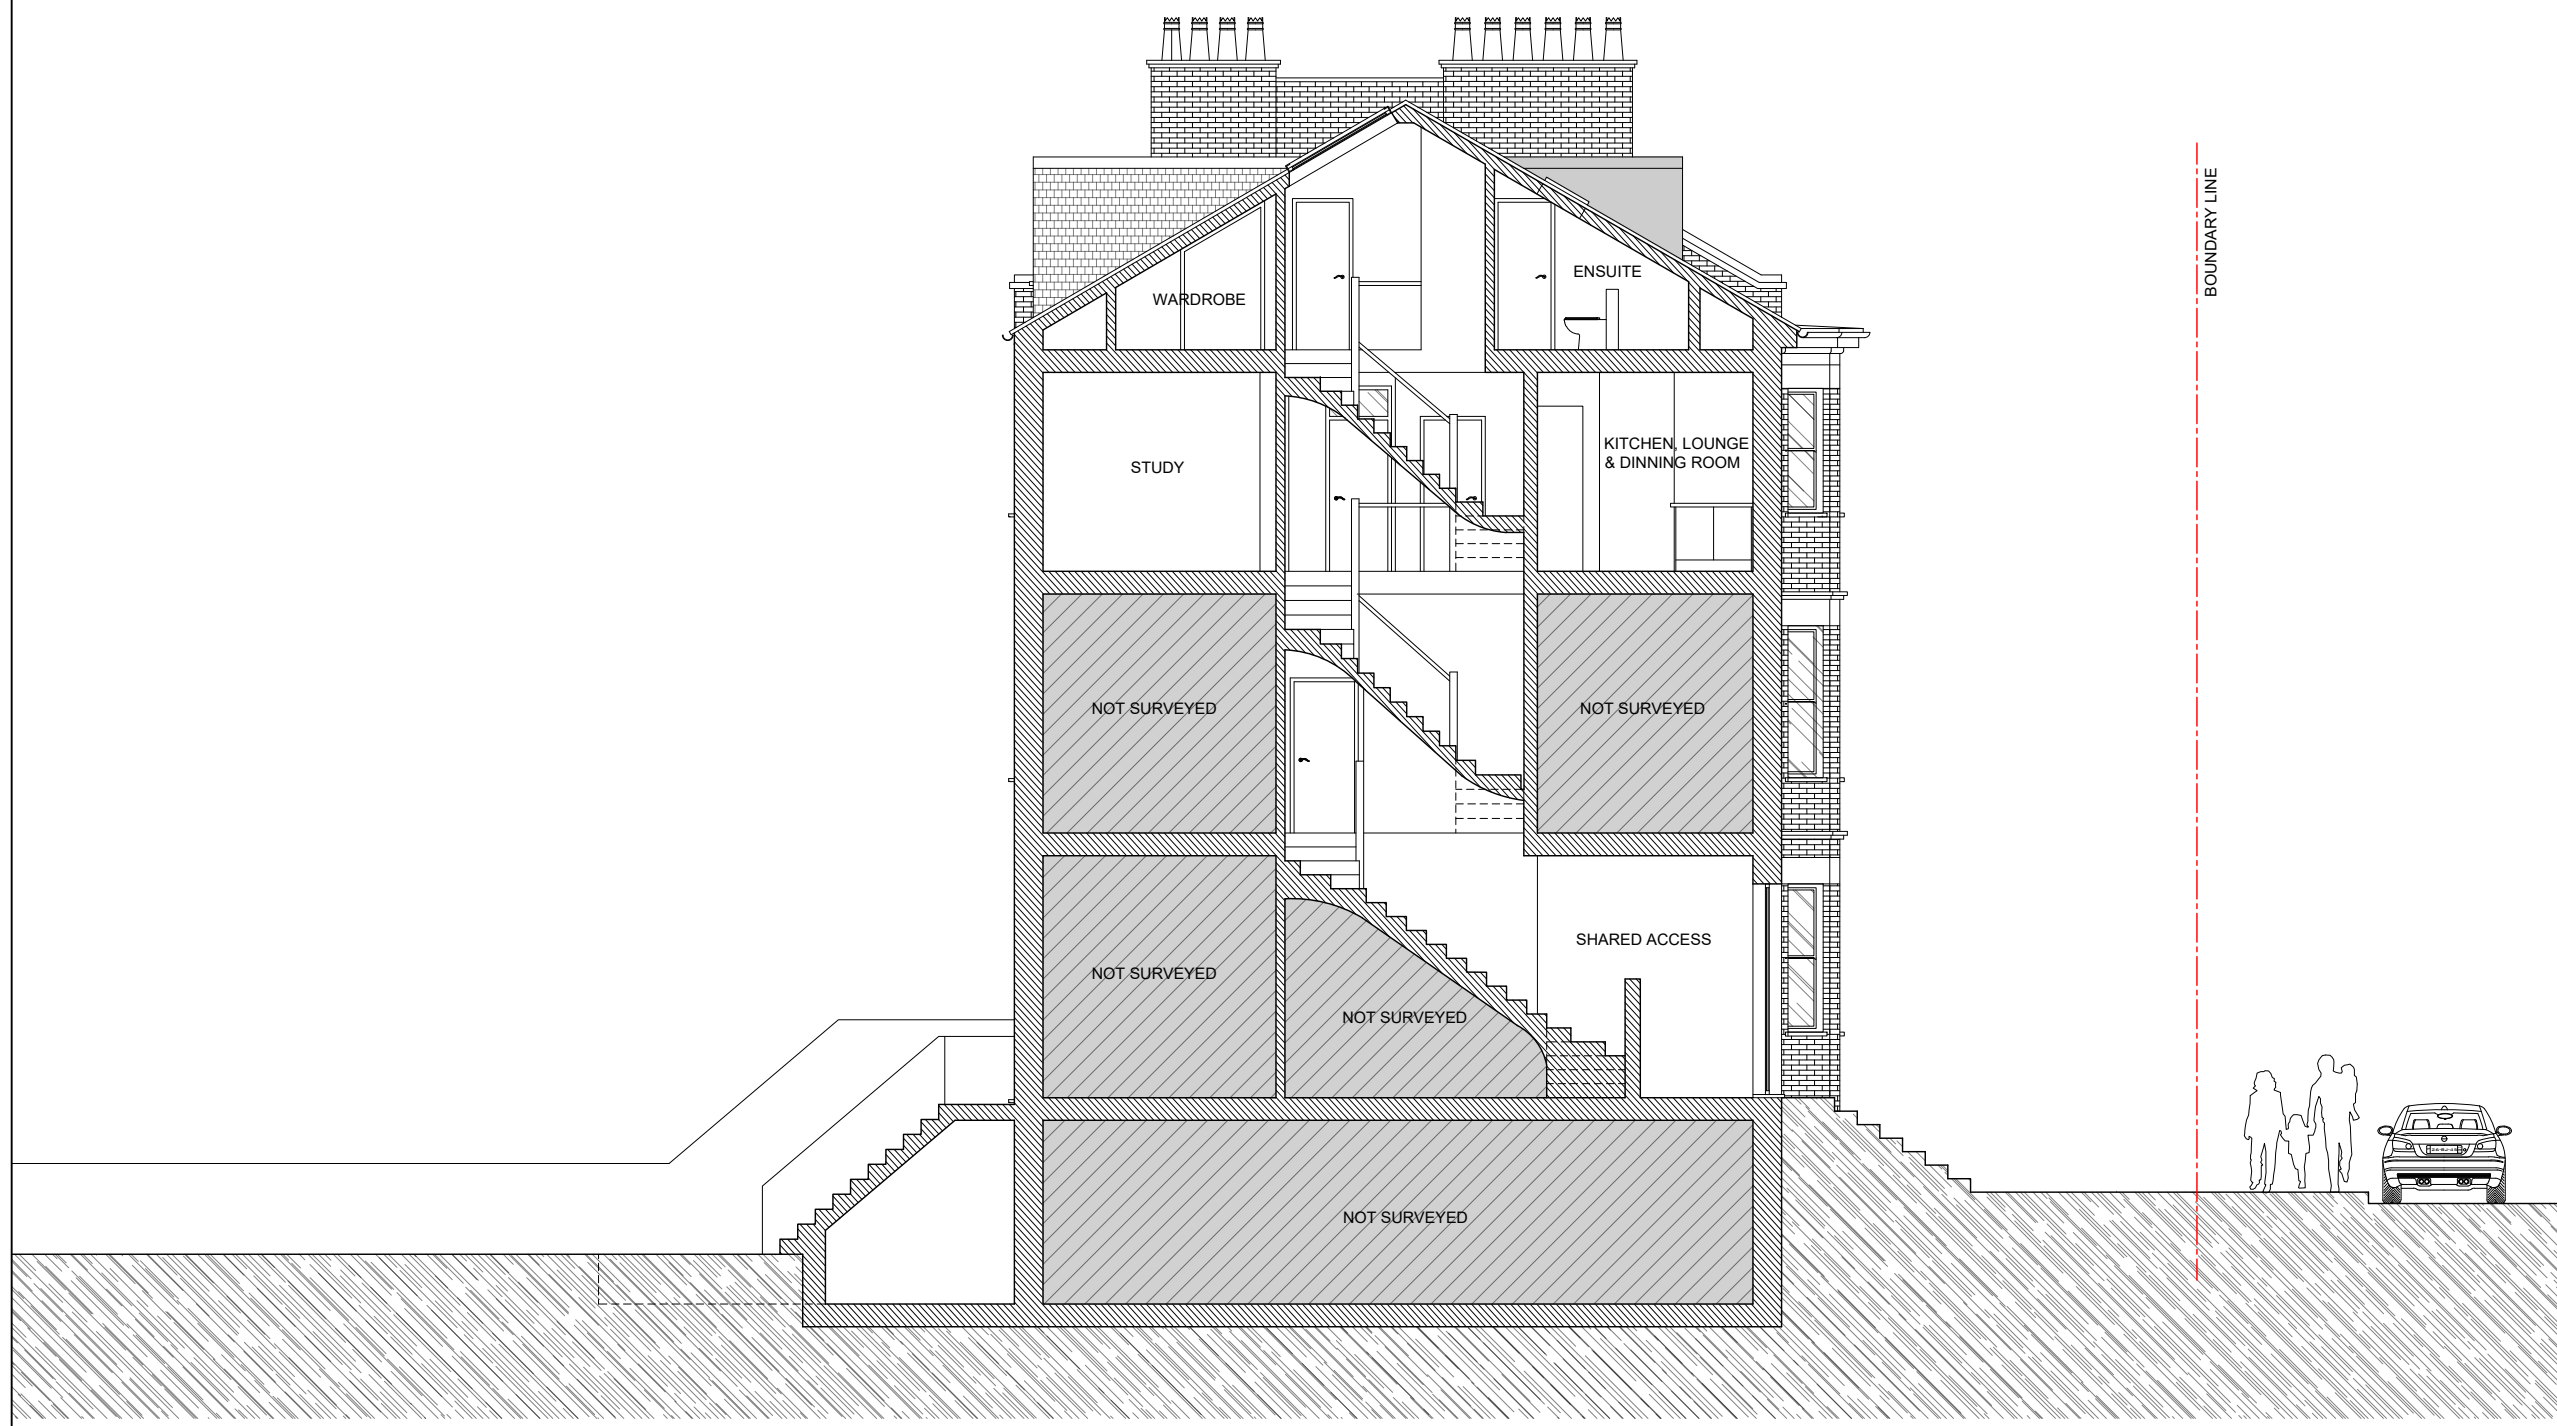 BOUNDARY LINE
ENSUITE
WARDROBE
KITCHEN, LOUNGE
& DINNING ROOM
STUDY
NOT SURVEYED
NOT SURVEYED
SHARED ACCESS
NOT SURVEYED
NOT SURVEYED
NOT SURVEYED